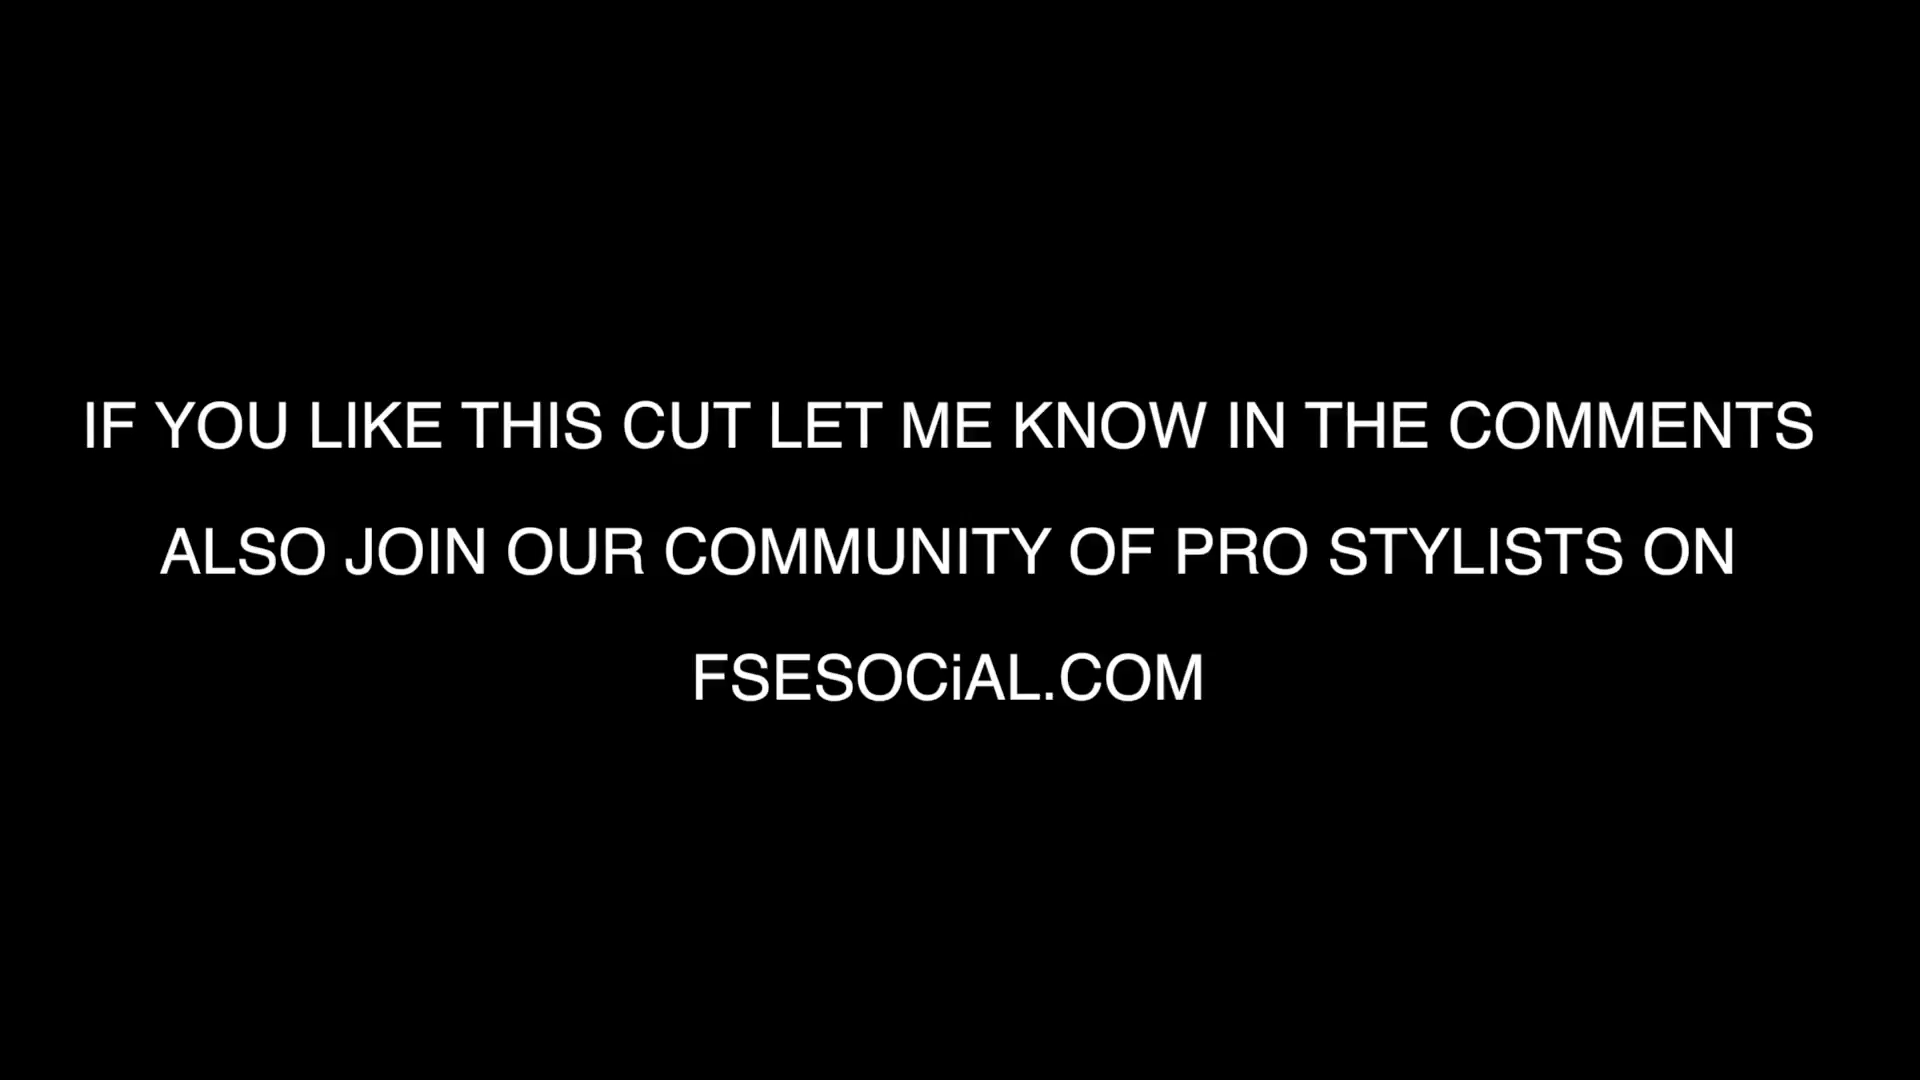 IF YOU LIKE THIS CUT LET ME KNOW IN THE COMMENTS
ALSO JOIN OUR COMMUNITY OF PRO STYLISTS ON
FSESOCiAL.COM